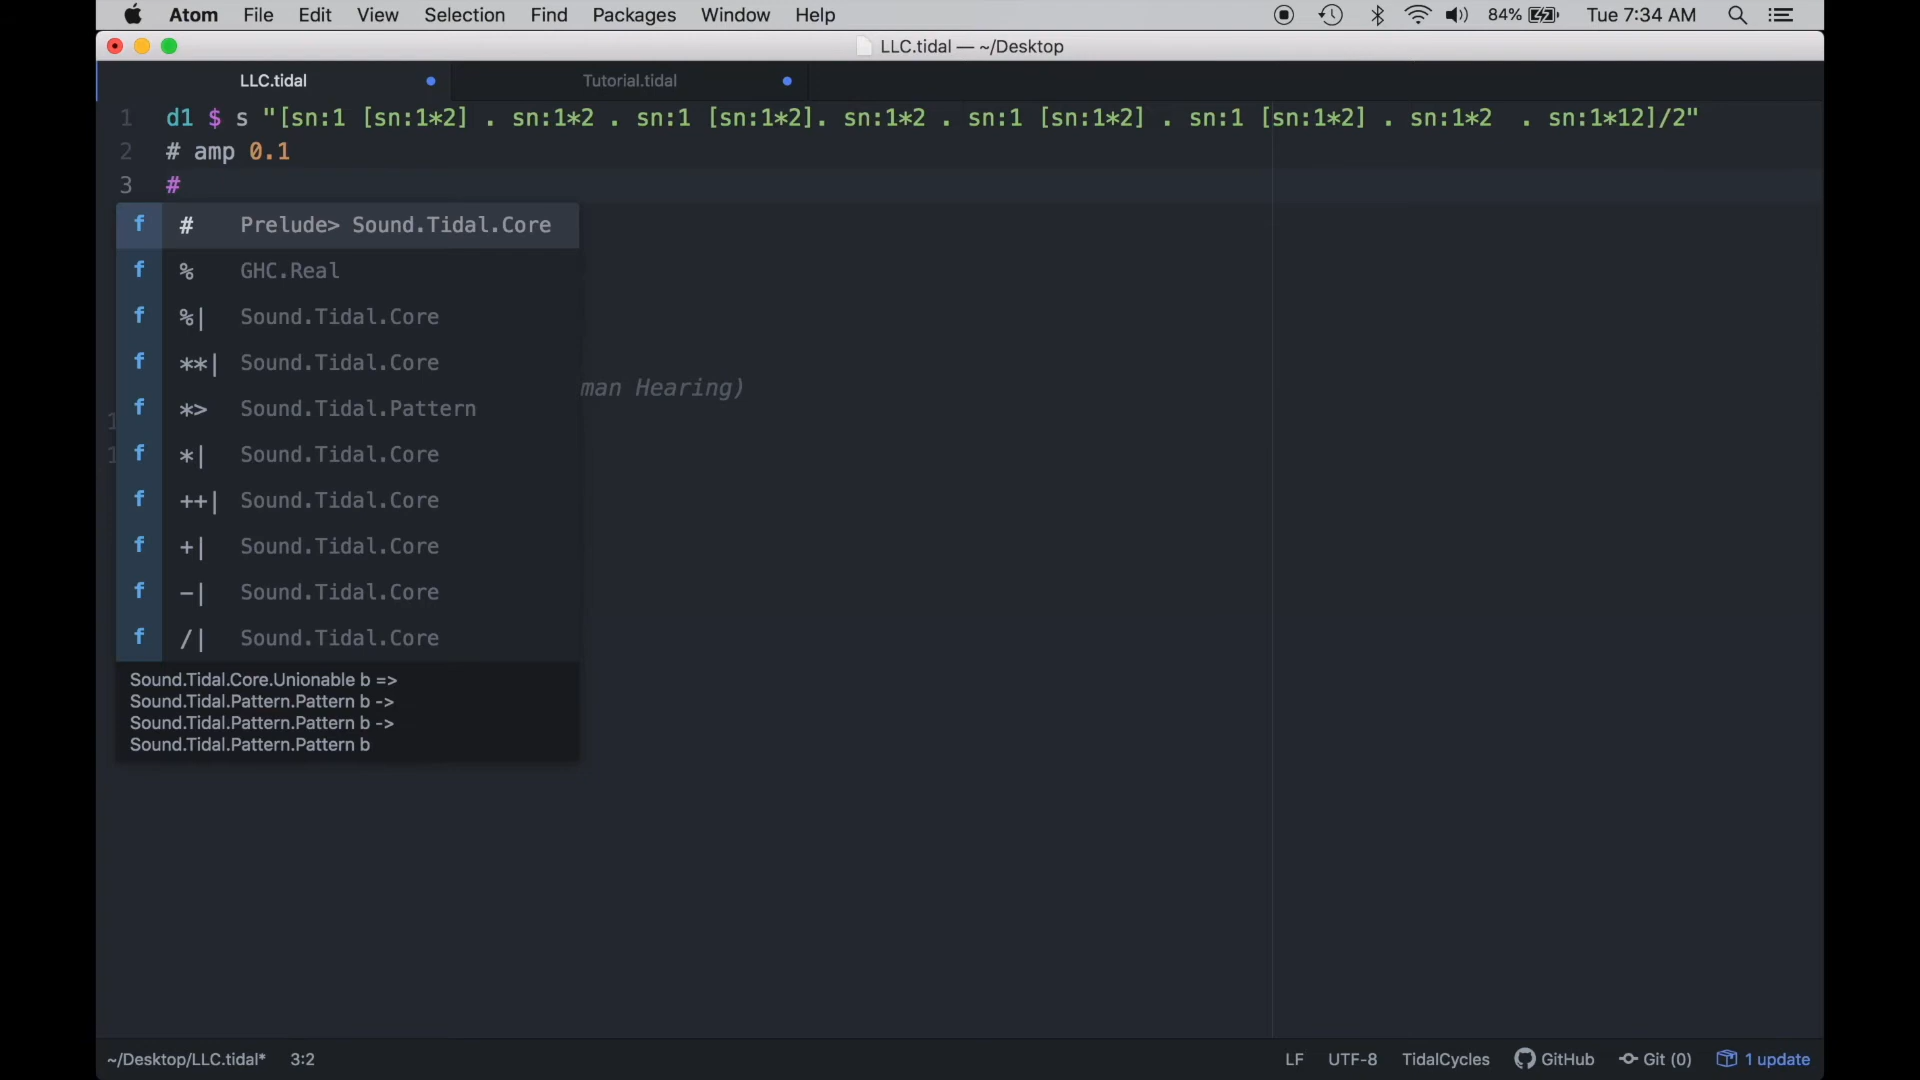 Atom File Edit View Selection Find Packages Window Help 84% Tue 7:34 AM
LLC.tidal — ~/Desktop
LLC.tidal Tutorial.tidal
1 d1 $ s "[sn:1 [sn:1*2] . sn:1*2 . sn:1 [sn:1*2]. sn:1*2 . sn:1 [sn:1*2] . sn:1 [sn:1*2] . sn:1*2  . sn:1*12]/2"
2 # amp 0.1
3 #
f # Prelude> Sound.Tidal.Core
f % GHC.Real
f %| Sound.Tidal.Core
f **| Sound.Tidal.Core
man Hearing)
f *> Sound.Tidal.Pattern
f *| Sound.Tidal.Core
f ++| Sound.Tidal.Core
f +| Sound.Tidal.Core
f -| Sound.Tidal.Core
f /| Sound.Tidal.Core
Sound.Tidal.Core.Unionable b =>
Sound.Tidal.Pattern.Pattern b ->
Sound.Tidal.Pattern.Pattern b ->
Sound.Tidal.Pattern.Pattern b
~/Desktop/LLC.tidal* 3:2 LF UTF-8 TidalCycles GitHub Git (0) 1 update